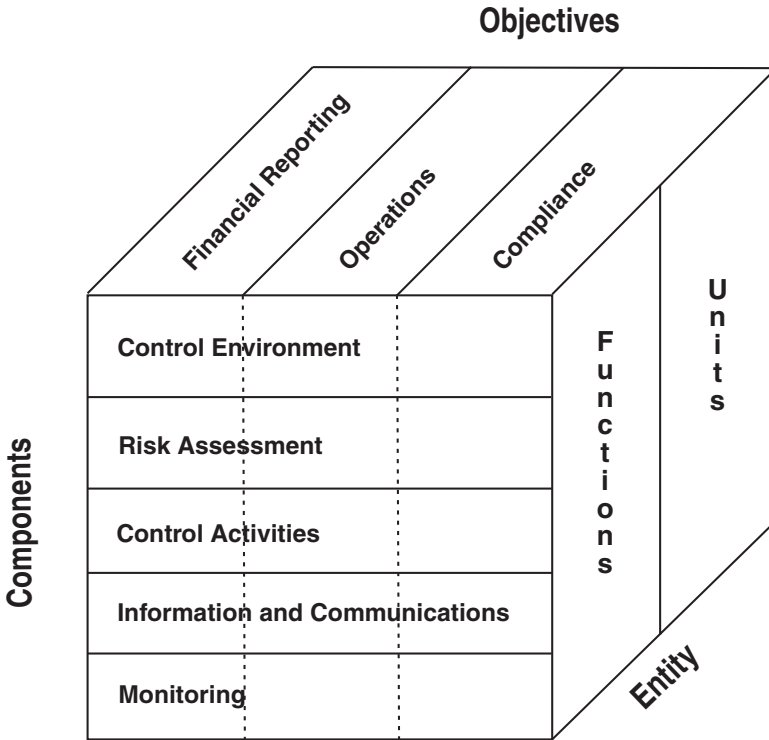 Objectives
Financial Reporting
Operations
Compliance
Control Environment
Risk Assessment
Control Activities
Information and Communications
Monitoring
Components
Functions
Units
Entity